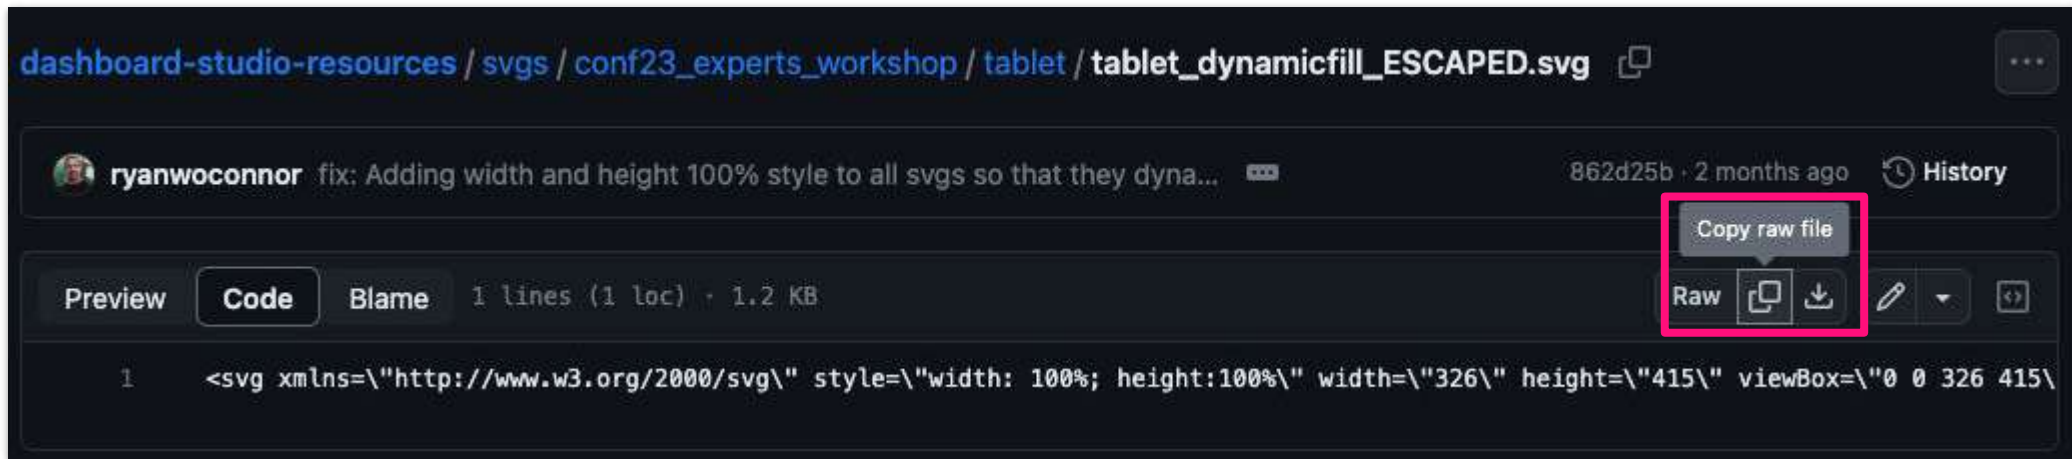 dashboard-studio-resources / svgs / conf23_experts_workshop / tablet / tablet_dynamicfill_ESCAPED.svg
ryanwoconnor fix: Adding width and height 100% style to all svgs so that they dyna... 862d25b · 2 months ago History
Copy raw file
Preview Code Blame 1 lines (1 loc) · 1.2 KB Raw
1 <svg xmlns=\"http://www.w3.org/2000/svg\" style=\"width: 100%; height:100%\" width=\"326\" height=\"415\" viewBox=\"0 0 326 415\